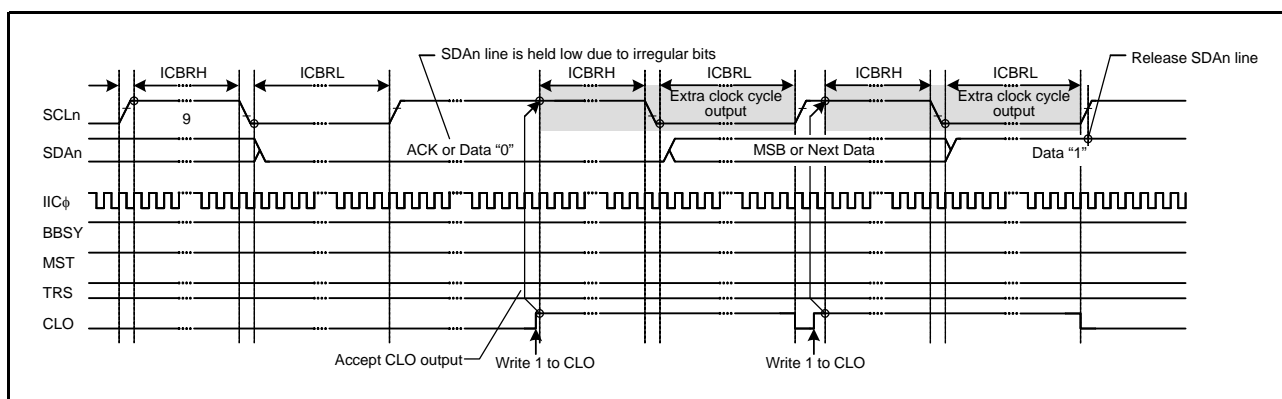 SDAn line is held low due to irregular bits
Release SDAn line
ICBRH
ICBRL
ICBRH
ICBRL
ICBRH
ICBRL
SCLn
9
Extra clock cycle
output
Extra clock cycle
output
SDAn
ACK or Data “0”
MSB or Next Data
Data “1”
IICϕ
BBSY
MST
TRS
CLO
Accept CLO output
Write 1 to CLO
Write 1 to CLO